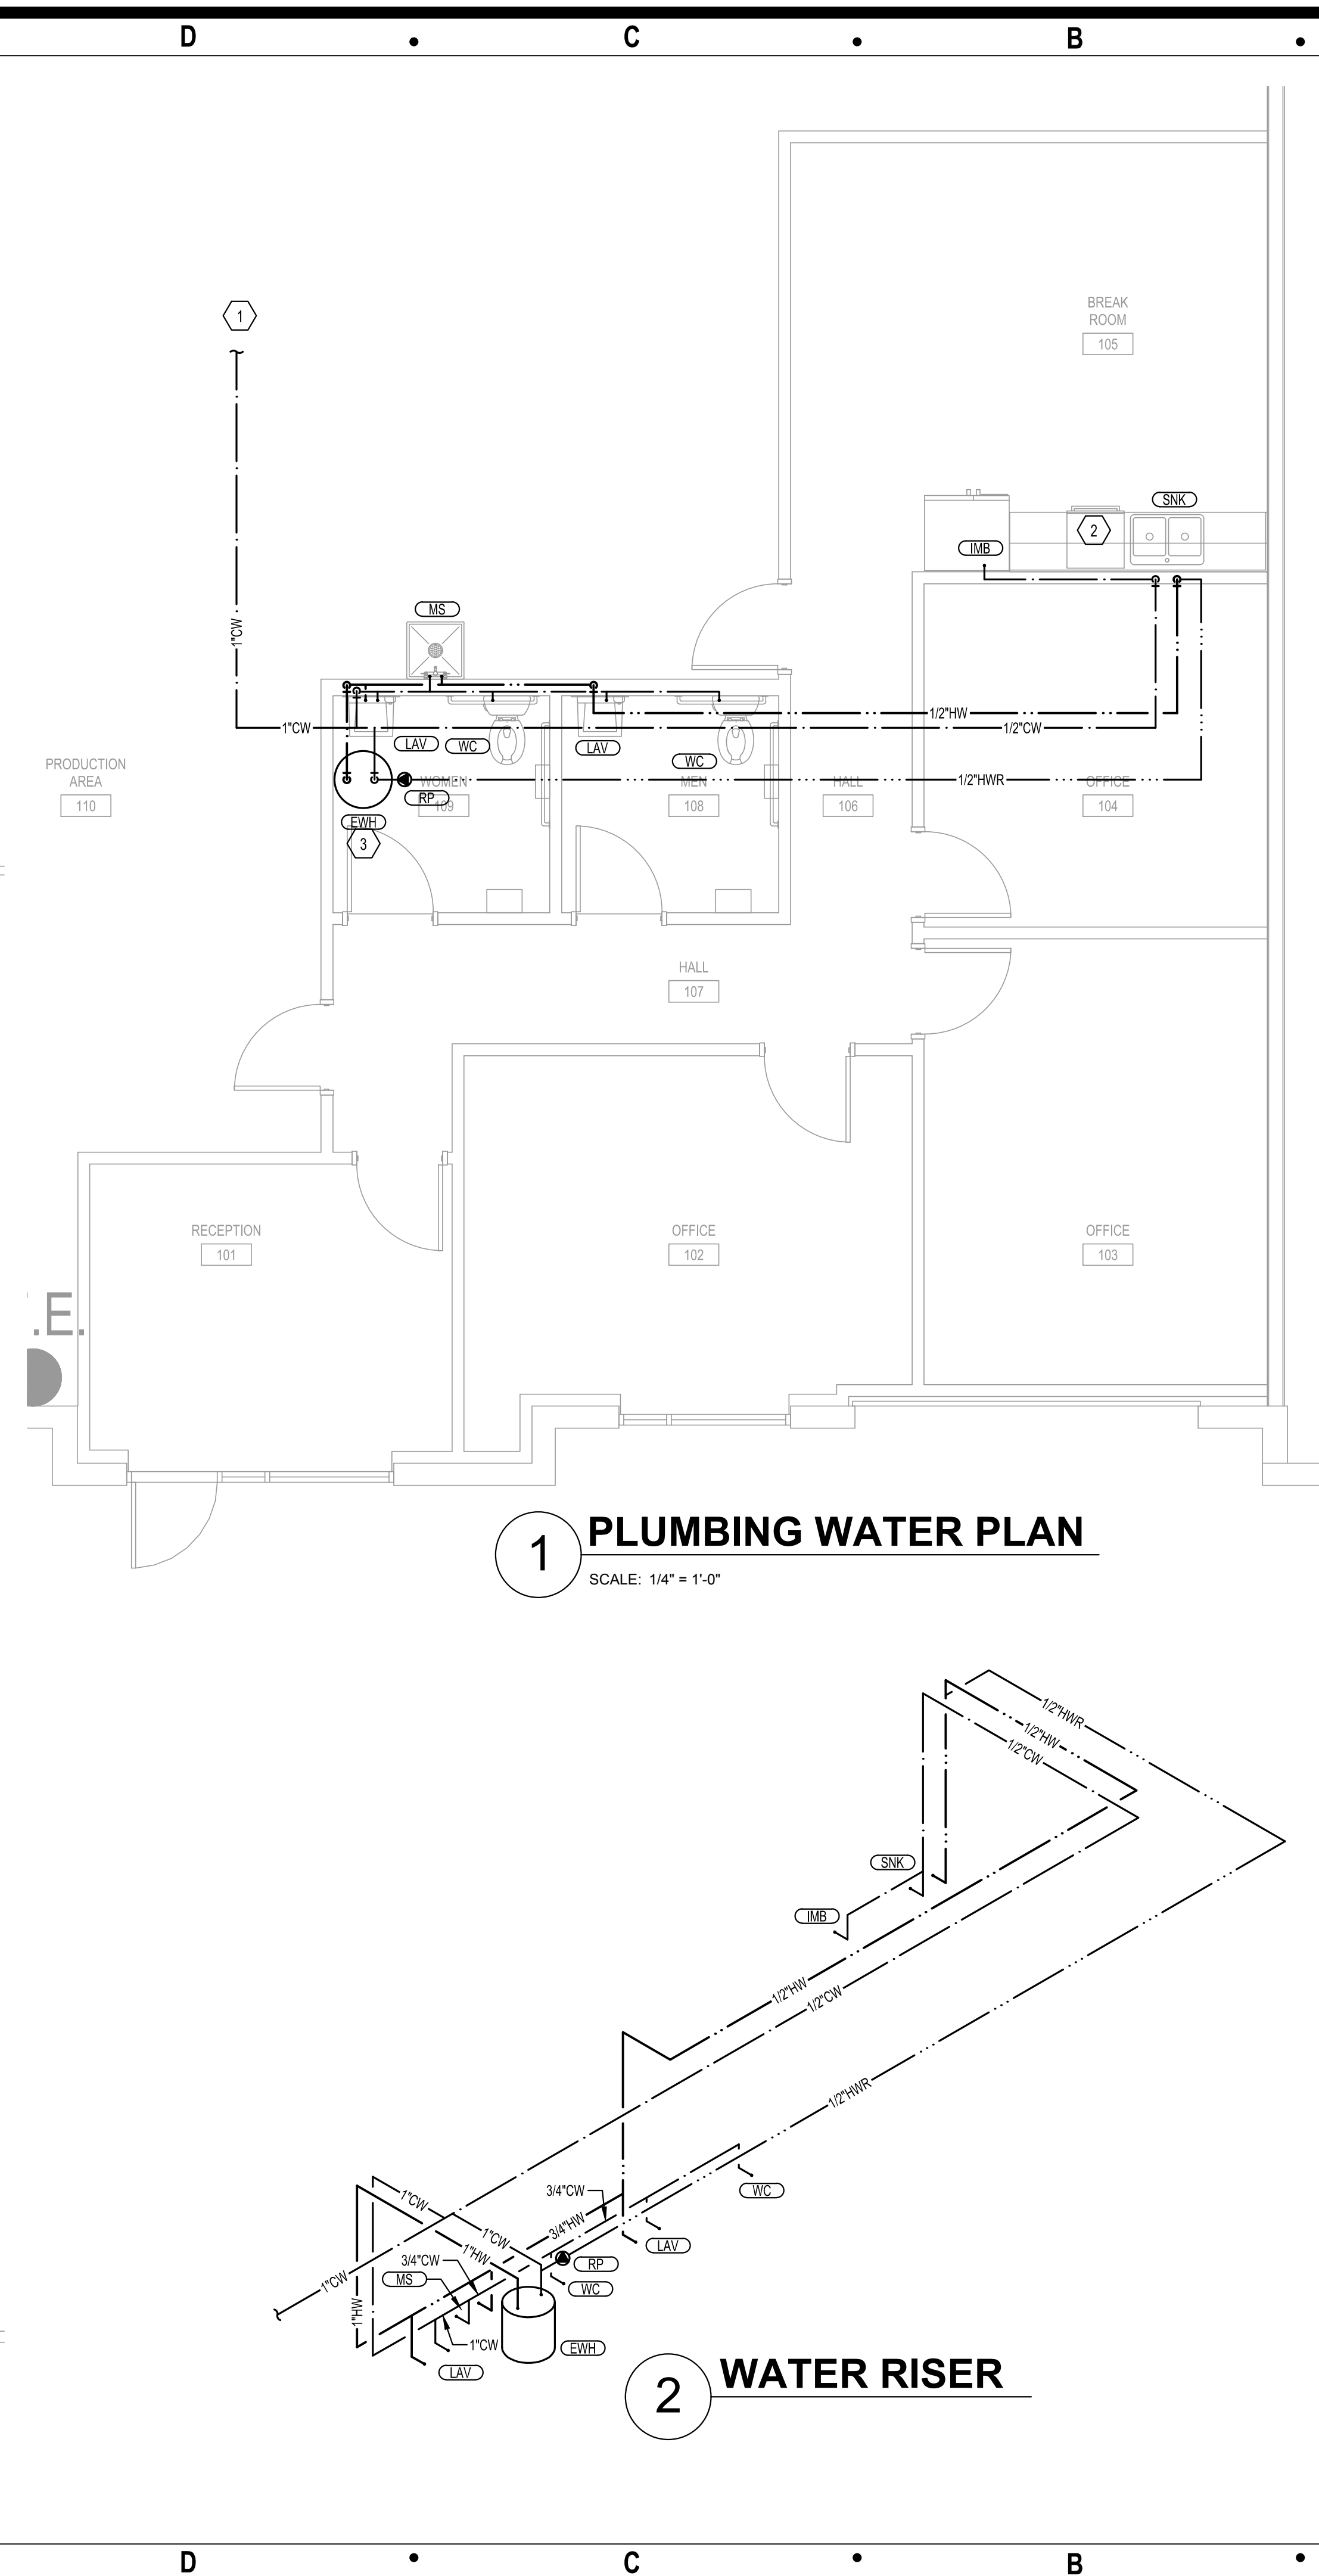 D
C
B
1
BREAK
ROOM
105
SNK
2
IMB
MS
1"CW
1/2"HW
1"CW
1/2"CW
LAV
WC
LAV
WC
PRODUCTION
AREA
110
WOMEN
109
MEN
108
HALL
106
1/2"HWR
OFFICE
104
RP
EWH
3
HALL
107
RECEPTION
101
OFFICE
102
OFFICE
103
.E.
1
PLUMBING WATER PLAN
SCALE: 1/4" = 1'-0"
1/2"HWR
1/2"HW
1/2"CW
SNK
IMB
1/2"HW
1/2"CW
1/2"HWR
WC
3/4"CW
1"CW
3/4"HW
LAV
1"CW
1"HW
3/4"CW
RP
MS
WC
1"CW
1"HW
1"CW
EWH
LAV
2
WATER RISER
D
C
B